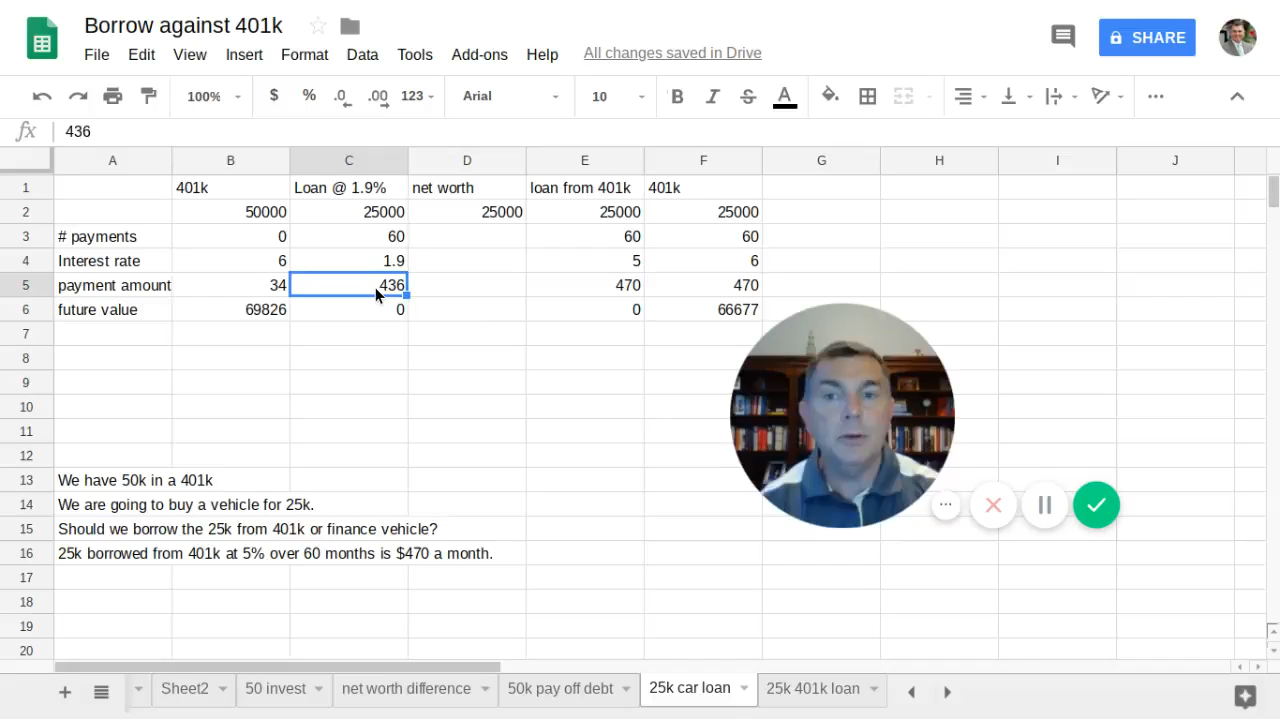 Borrow against 401k
SHARE
File Edit View Insert Format Data Tools Add-ons Help All changes saved in Drive
100% $ % .0 .00 123 Arial 10 B I S A
fx 436
A B C D E F G H I J
1 401k Loan @ 1.9% net worth loan from 401k 401k
2 50000 25000 25000 25000 25000
3 # payments 0 60 60 60
4 Interest rate 6 1.9 5 6
5 payment amount 34 436 470 470
6 future value 69826 0 0 66677
7
8
9
10
11
12
13 We have 50k in a 401k
14 We are going to buy a vehicle for 25k.
15 Should we borrow the 25k from 401k or finance vehicle?
16 25k borrowed from 401k at 5% over 60 months is $470 a month.
17
18
19
20
Sheet2 50 invest net worth difference 50k pay off debt 25k car loan 25k 401k loan